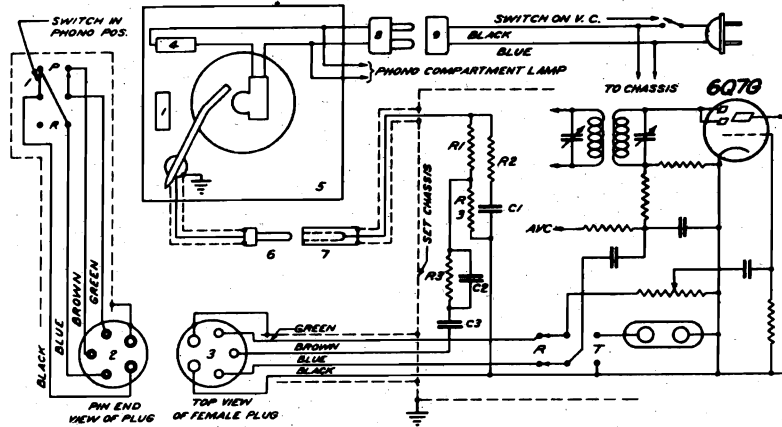 SWITCH IN
PHONO POS.
P
R
4
1
5
8
9
SWITCH ON V. C.
BLACK
BLUE
PHONO COMPARTMENT LAMP
TO CHASSIS
6Q7G
R1
R2
R
3
C1
SET CHASSIS
AVC
6
7
R3
C2
C3
GREEN
BROWN
BLUE
BLACK
2
PIN END
VIEW OF PLUG
3
TOP VIEW
OF FEMALE PLUG
GREEN
BROWN
BLUE
BLACK
R
T